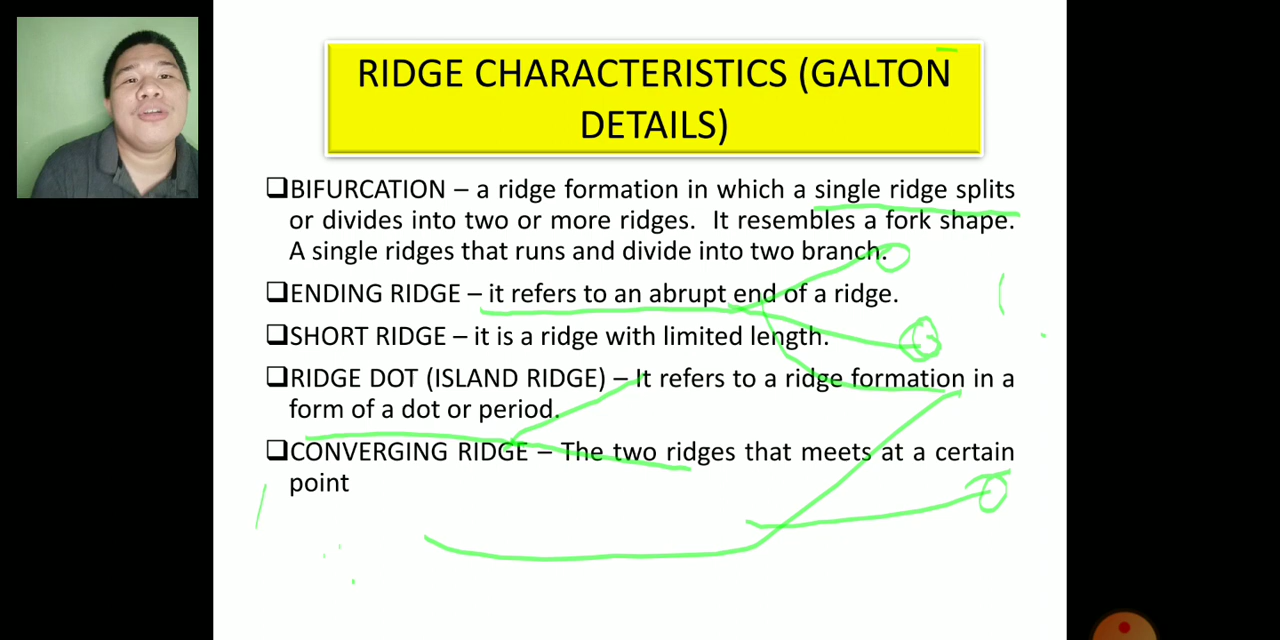 RIDGE CHARACTERISTICS (GALTON
DETAILS)
❑BIFURCATION – a ridge formation in which a single ridge splits
or divides into two or more ridges. It resembles a fork shape.
A single ridges that runs and divide into two branch.
❑ENDING RIDGE – it refers to an abrupt end of a ridge.
❑SHORT RIDGE – it is a ridge with limited length.
❑RIDGE DOT (ISLAND RIDGE) – It refers to a ridge formation in a
form of a dot or period.
❑CONVERGING RIDGE – The two ridges that meets at a certain
point